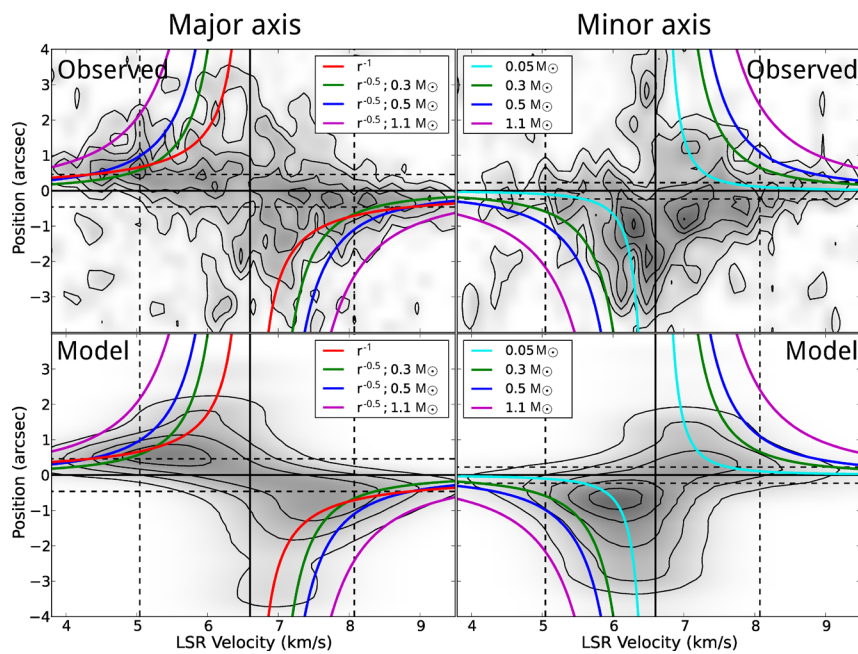 Major axis
Minor axis
Observed
r⁻¹
r⁻⁰·⁵; 0.3 M☉
r⁻⁰·⁵; 0.5 M☉
r⁻⁰·⁵; 1.1 M☉
0.05 M☉
0.3 M☉
0.5 M☉
1.1 M☉
Observed
4
3
2
1
0
−1
−2
−3
Position (arcsec)
Model
r⁻¹
r⁻⁰·⁵; 0.3 M☉
r⁻⁰·⁵; 0.5 M☉
r⁻⁰·⁵; 1.1 M☉
0.05 M☉
0.3 M☉
0.5 M☉
1.1 M☉
Model
3
2
1
0
−1
−2
−3
−4
Position (arcsec)
4 5 6 7 8 9
4 5 6 7 8 9
LSR Velocity (km/s)
LSR Velocity (km/s)